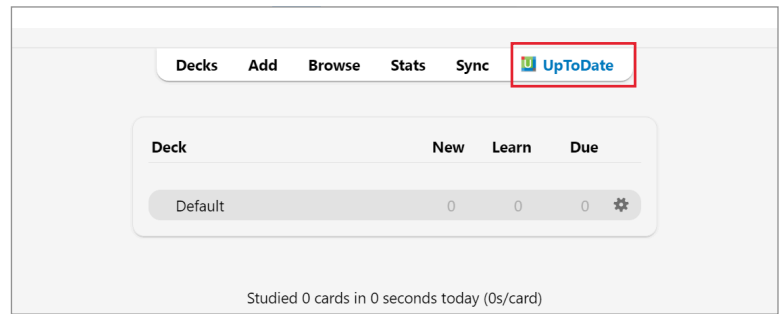 Decks Add Browse Stats Sync U UpToDate
Deck New Learn Due
Default 0 0 0
Studied 0 cards in 0 seconds today (0s/card)